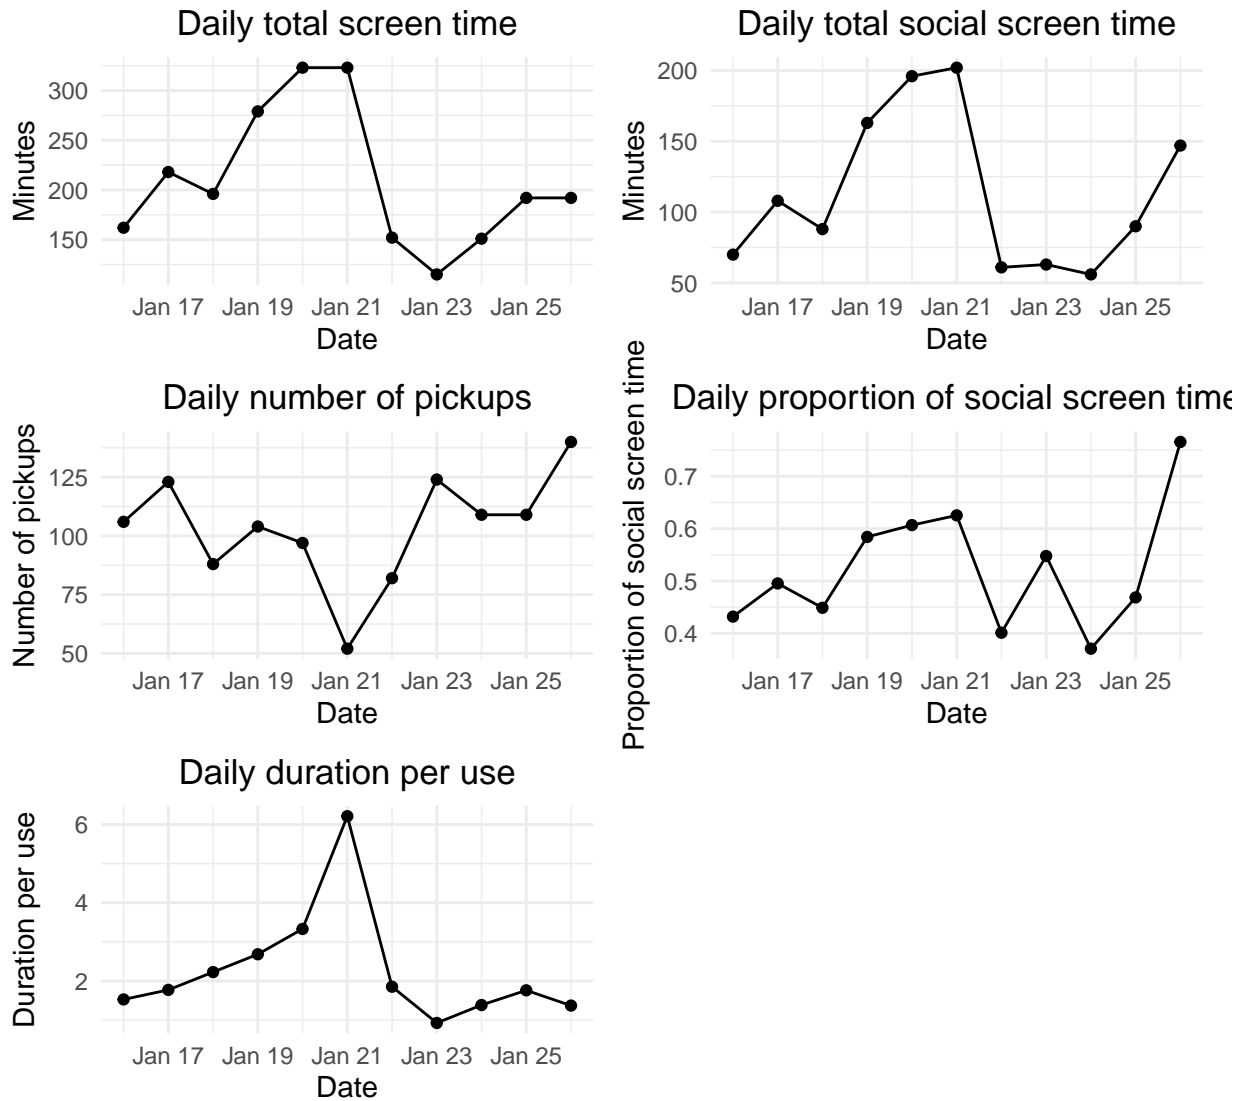 Daily total screen time
Minutes
300
250
200
150
Jan 17 Jan 19 Jan 21 Jan 23 Jan 25
Date
Daily total social screen time
Minutes
200
150
100
50
Jan 17 Jan 19 Jan 21 Jan 23 Jan 25
Date
Daily number of pickups
Number of pickups
125
100
75
50
Jan 17 Jan 19 Jan 21 Jan 23 Jan 25
Date
Daily proportion of social screen time
Proportion of social screen time
0.7
0.6
0.5
0.4
Jan 17 Jan 19 Jan 21 Jan 23 Jan 25
Date
Daily duration per use
Duration per use
6
4
2
Jan 17 Jan 19 Jan 21 Jan 23 Jan 25
Date